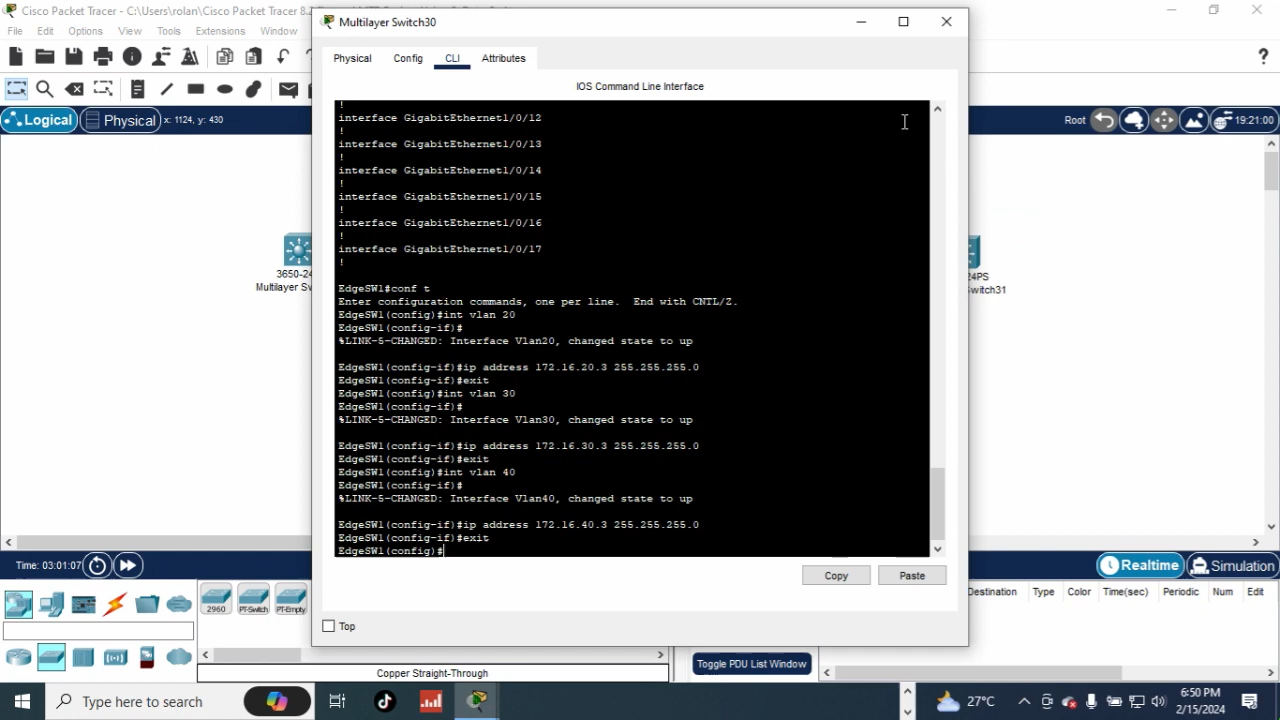 Cisco Packet Tracer - C:\Users\rolan\Cisco Packet Tracer 8.
File Edit Options View Tools Extensions Window
Logical Physical x: 1124, y: 430
Root 19:21:00
3650-24
Multilayer Sw
24PS
witch31
Multilayer Switch30
Physical Config CLI Attributes
IOS Command Line Interface
!
interface GigabitEthernet1/0/12
!
interface GigabitEthernet1/0/13
!
interface GigabitEthernet1/0/14
!
interface GigabitEthernet1/0/15
!
interface GigabitEthernet1/0/16
!
interface GigabitEthernet1/0/17
!
EdgeSW1#conf t
Enter configuration commands, one per line. End with CNTL/Z.
EdgeSW1(config)#int vlan 20
EdgeSW1(config-if)#
%LINK-5-CHANGED: Interface Vlan20, changed state to up
EdgeSW1(config-if)#ip address 172.16.20.3 255.255.255.0
EdgeSW1(config-if)#exit
EdgeSW1(config)#int vlan 30
EdgeSW1(config-if)#
%LINK-5-CHANGED: Interface Vlan30, changed state to up
EdgeSW1(config-if)#ip address 172.16.30.3 255.255.255.0
EdgeSW1(config-if)#exit
EdgeSW1(config)#int vlan 40
EdgeSW1(config-if)#
%LINK-5-CHANGED: Interface Vlan40, changed state to up
EdgeSW1(config-if)#ip address 172.16.40.3 255.255.255.0
EdgeSW1(config-if)#exit
EdgeSW1(config)#
Copy Paste
Top
Time: 03:01:07
Realtime Simulation
2960 PT-Switch PT-Empty
Destination Type Color Time(sec) Periodic Num Edit
Copper Straight-Through
Toggle PDU List Window
Type here to search
27°C
6:50 PM
2/15/2024